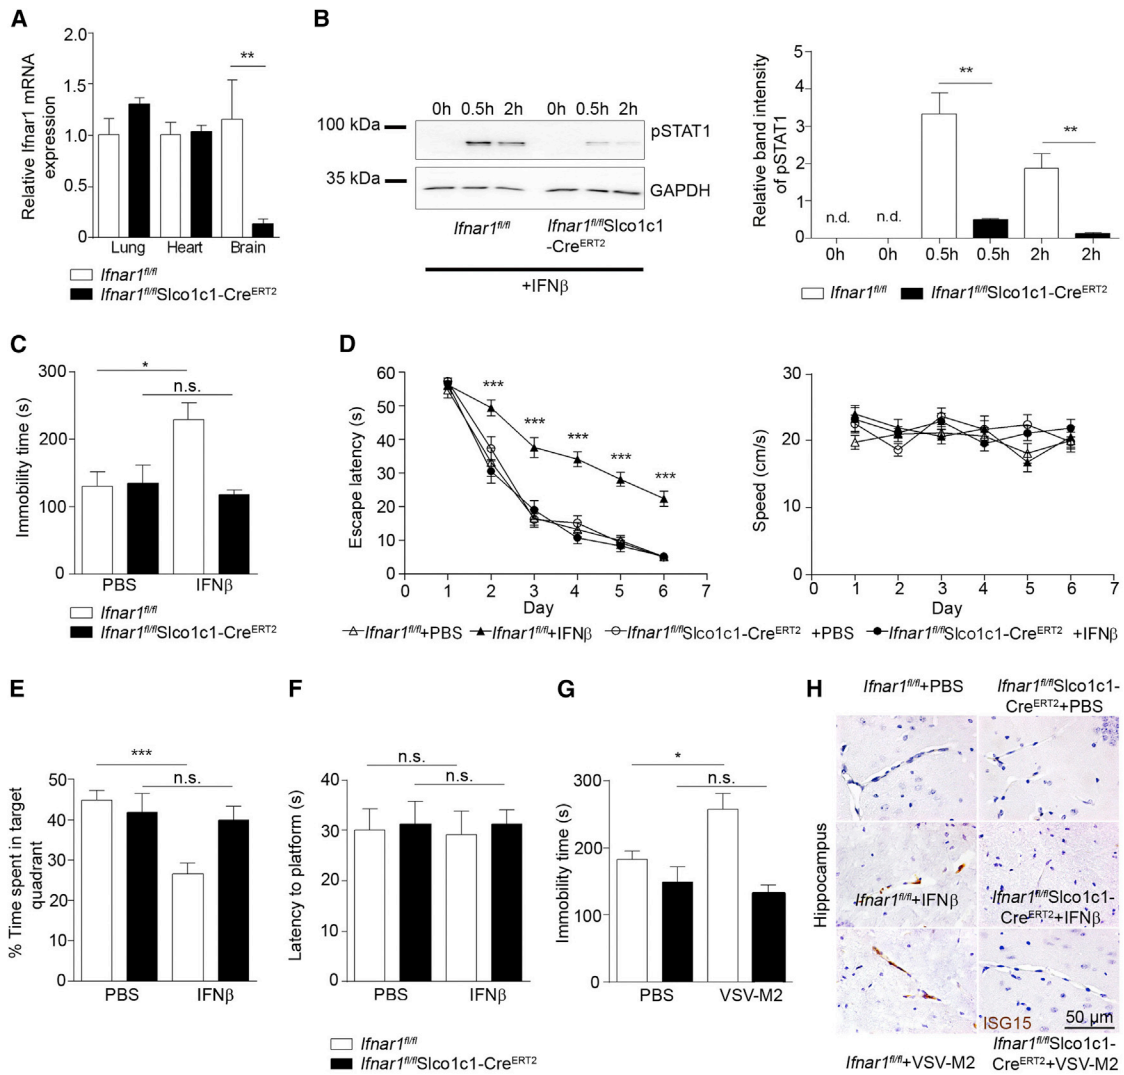 A
Relative Ifnar1 mRNA
expression
2.0
1.5
1.0
0.5
0
**
Lung Heart Brain
Ifnar1fl/fl
Ifnar1fl/flSlco1c1-CreERT2
B
0h 0.5h 2h 0h 0.5h 2h
100 kDa
pSTAT1
35 kDa
GAPDH
Ifnar1fl/fl
Ifnar1fl/flSlco1c1
-CreERT2
+IFNβ
Relative band intensity
of pSTAT1
5
4
3
2
1
0
n.d. n.d.
**
**
0h 0h 0.5h 0.5h 2h 2h
Ifnar1fl/fl Ifnar1fl/flSlco1c1-CreERT2
C
Immobility time (s)
300
200
100
0
*
n.s.
PBS IFNβ
Ifnar1fl/fl
Ifnar1fl/flSlco1c1-CreERT2
D
Escape latency (s)
60
50
40
30
20
10
0
*** *** *** *** ***
0 1 2 3 4 5 6 7
Day
Speed (cm/s)
30
20
10
0
0 1 2 3 4 5 6 7
Day
Ifnar1fl/fl+PBS Ifnar1fl/fl+IFNβ Ifnar1fl/flSlco1c1-CreERT2 +PBS Ifnar1fl/flSlco1c1-CreERT2 +IFNβ
E
% Time spent in target
quadrant
50
40
30
20
10
0
***
n.s.
PBS IFNβ
F
Latency to platform (s)
40
30
20
10
0
n.s.
n.s.
PBS IFNβ
Ifnar1fl/fl
Ifnar1fl/flSlco1c1-CreERT2
G
Immobility time (s)
300
200
100
0
*
n.s.
PBS VSV-M2
H
Ifnar1fl/fl+PBS
Ifnar1fl/flSlco1c1-
CreERT2+PBS
Hippocampus
Ifnar1fl/fl+IFNβ
Ifnar1fl/flSlco1c1-
CreERT2+IFNβ
ISG15
50 µm
Ifnar1fl/fl+VSV-M2
Ifnar1fl/flSlco1c1-
CreERT2+VSV-M2